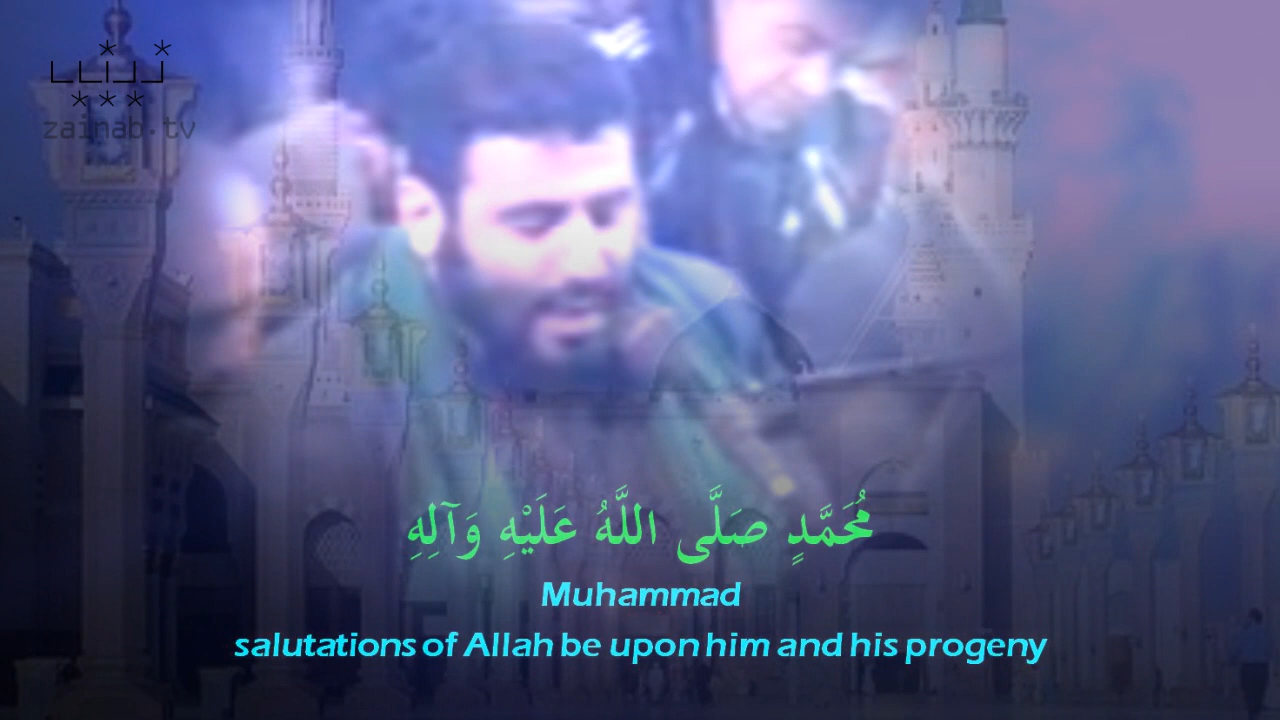 zainab.tv
مُحَمَّدٍ صَلَّى اللَّهُ عَلَيْهِ وَآلِهِ
Muhammad
salutations of Allah be upon him and his progeny